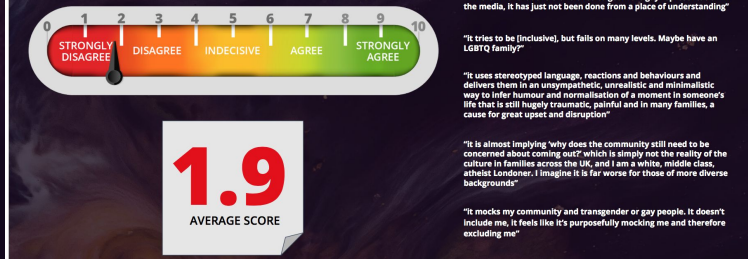 0 1 2 3 4 5 6 7 8 9 10
STRONGLY DISAGREE
DISAGREE
INDECISIVE
AGREE
STRONGLY AGREE
1.9
AVERAGE SCORE
the media, it has just not been done from a place of understanding”
“it tries to be [inclusive], but fails on many levels. Maybe have an
LGBTQ family?”
“it uses stereotyped language, reactions and behaviours and
delivers them in an unsympathetic, unrealistic and minimalistic
way to infer humour and normalisation of a moment in someone’s
life that is still hugely traumatic, painful and in many families, a
cause for great upset and disruption”
“it is almost implying ‘why does the community still need to be
concerned about coming out?’ which is simply not the reality of the
culture in families across the UK, and I am a white, middle class,
atheist Londoner. I imagine it is far worse for those of more diverse
backgrounds”
“it mocks my community and transgender or gay people. It doesn’t
include me, it feels like it’s purposefully mocking me and therefore
excluding me”